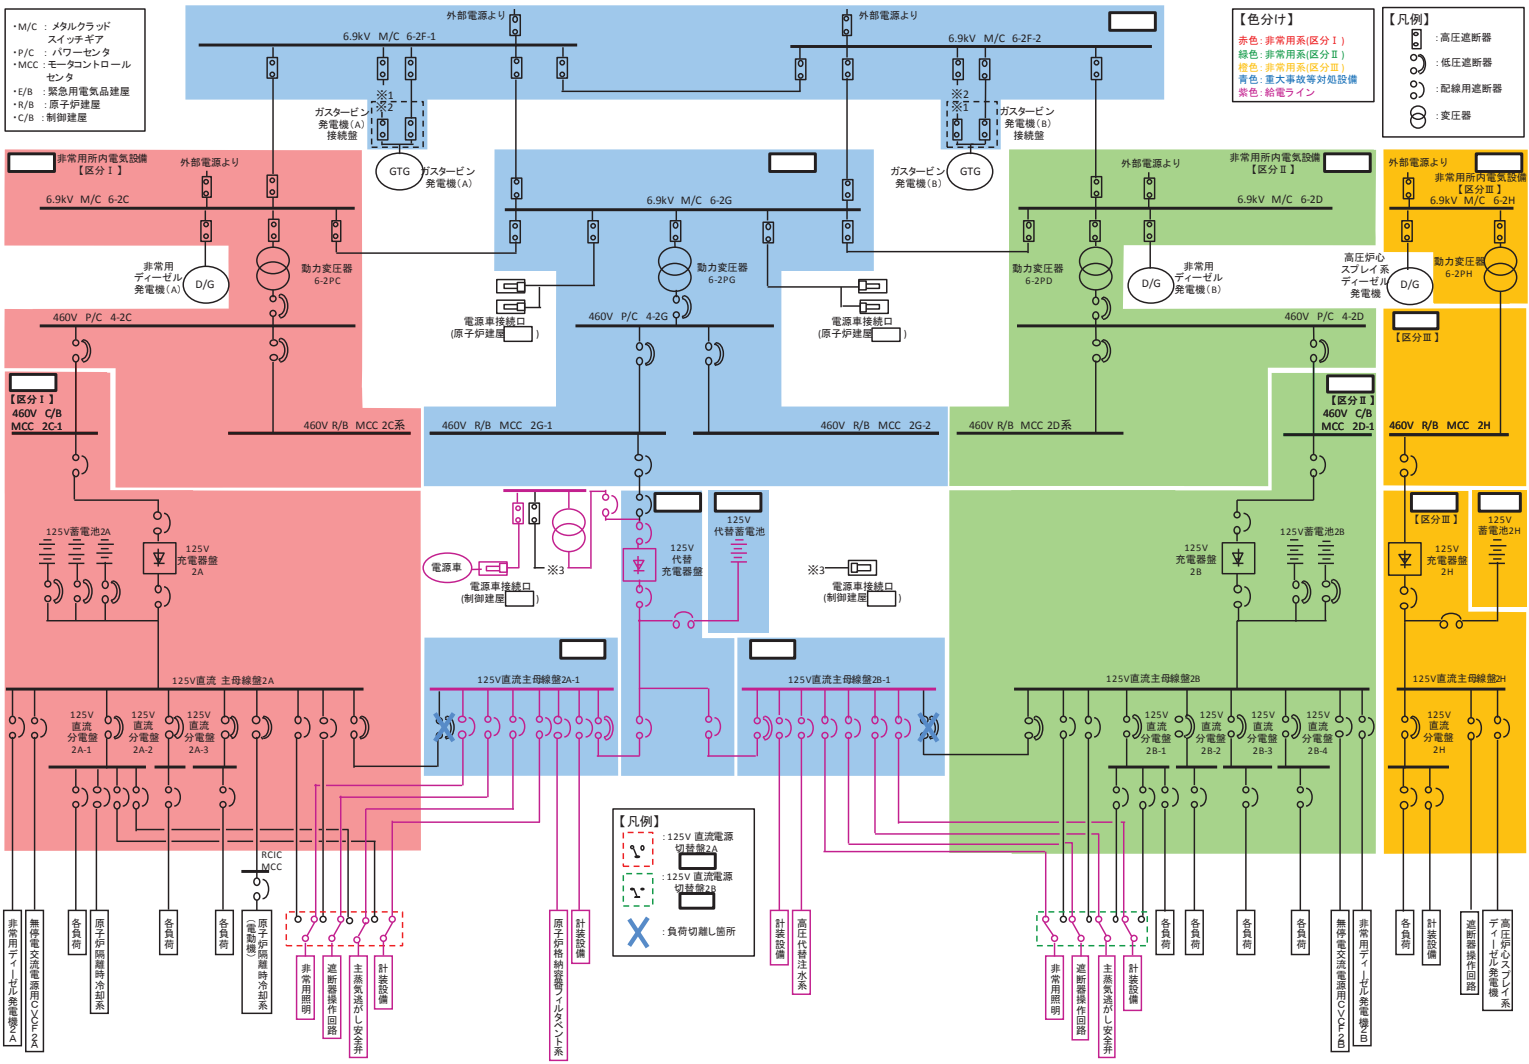 ・M/C ： メタルクラッド
スイッチギア
・P/C ： パワーセンタ
・MCC：モータコントロール
センタ
・E/B ：緊急用電気品建屋
・R/B ：原子炉建屋
・C/B ：制御建屋
外部電源より
外部電源より
6.9kV M/C 6-2F-1
6.9kV M/C 6-2F-2
【色分け】
赤色：非常用系(区分Ⅰ)
緑色：非常用系(区分Ⅱ)
橙色：非常用系(区分Ⅲ)
青色：重大事故等対処設備
紫色：給電ライン
【凡例】
：高圧遮断器
：低圧遮断器
：配線用遮断器
：変圧器
※1
※2
ガスタービン
発電機(A)
接続盤
GTG
ガスタービン
発電機(A)
※2
※1
ガスタービン
発電機(B)
接続盤
GTG
ガスタービン
発電機(B)
非常用所内電気設備
【区分Ⅰ】
外部電源より
6.9kV M/C 6-2C
非常用
ディーゼル
発電機(A)
D/G
動力変圧器
6-2PC
460V P/C 4-2C
6.9kV M/C 6-2G
動力変圧器
6-2PG
電源車接続口
(原子炉建屋 )
460V P/C 4-2G
電源車接続口
(原子炉建屋 )
外部電源より
非常用所内電気設備
【区分Ⅱ】
6.9kV M/C 6-2D
動力変圧器
6-2PD
D/G
非常用
ディーゼル
発電機(B)
460V P/C 4-2D
外部電源より
非常用所内電気設備
【区分Ⅲ】
6.9kV M/C 6-2H
高圧炉心
スプレイ系
ディーゼル
発電機
D/G
動力変圧器
6-2PH
【区分Ⅲ】
【区分Ⅰ】
460V C/B
MCC 2C-1
460V R/B MCC 2C系
460V R/B MCC 2G-1
460V R/B MCC 2G-2
460V R/B MCC 2D系
【区分Ⅱ】
460V C/B
MCC 2D-1
460V R/B MCC 2H
125V蓄電池2A
125V
充電器盤
2A
電源車
※3
電源車接続口
(制御建屋 )
125V
代替
充電器盤
125V
代替蓄電池
※3
電源車接続口
(制御建屋 )
125V
充電器盤
2B
125V蓄電池2B
【区分Ⅲ】
125V
充電器盤
2H
125V
蓄電池2H
125V直流 主母線盤2A
125V直流主母線盤2A-1
125V直流主母線盤2B-1
125V直流主母線盤2B
125V直流主母線盤2H
125V
直流
分電盤
2A-1
125V
直流
分電盤
2A-2
125V
直流
分電盤
2A-3
125V
直流
分電盤
2B-1
125V
直流
分電盤
2B-2
125V
直流
分電盤
2B-3
125V
直流
分電盤
2B-4
125V
直流
分電盤
2H
RCIC
MCC
【凡例】
：125V 直流電源
切替盤2A
：125V 直流電源
切替盤2B
：負荷切離し箇所
非常用ディーゼル発電機2A
無停電交流電源用CVCF2A
各負荷
原子炉隔離時冷却系
各負荷
各負荷
原子炉隔離時冷却系
(電動機)
非常用照明
遮断器操作回路
主蒸気逃がし安全弁
計装設備
原子炉格納容器フィルタベント系
計装設備
計装設備
高圧代替注水系
非常用照明
遮断器操作回路
主蒸気逃がし安全弁
計装設備
各負荷
各負荷
各負荷
各負荷
無停電交流電源用CVCF2B
非常用ディーゼル発電機2B
各負荷
計装設備
遮断器操作回路
高圧炉心スプレイ系
ディーゼル発電機